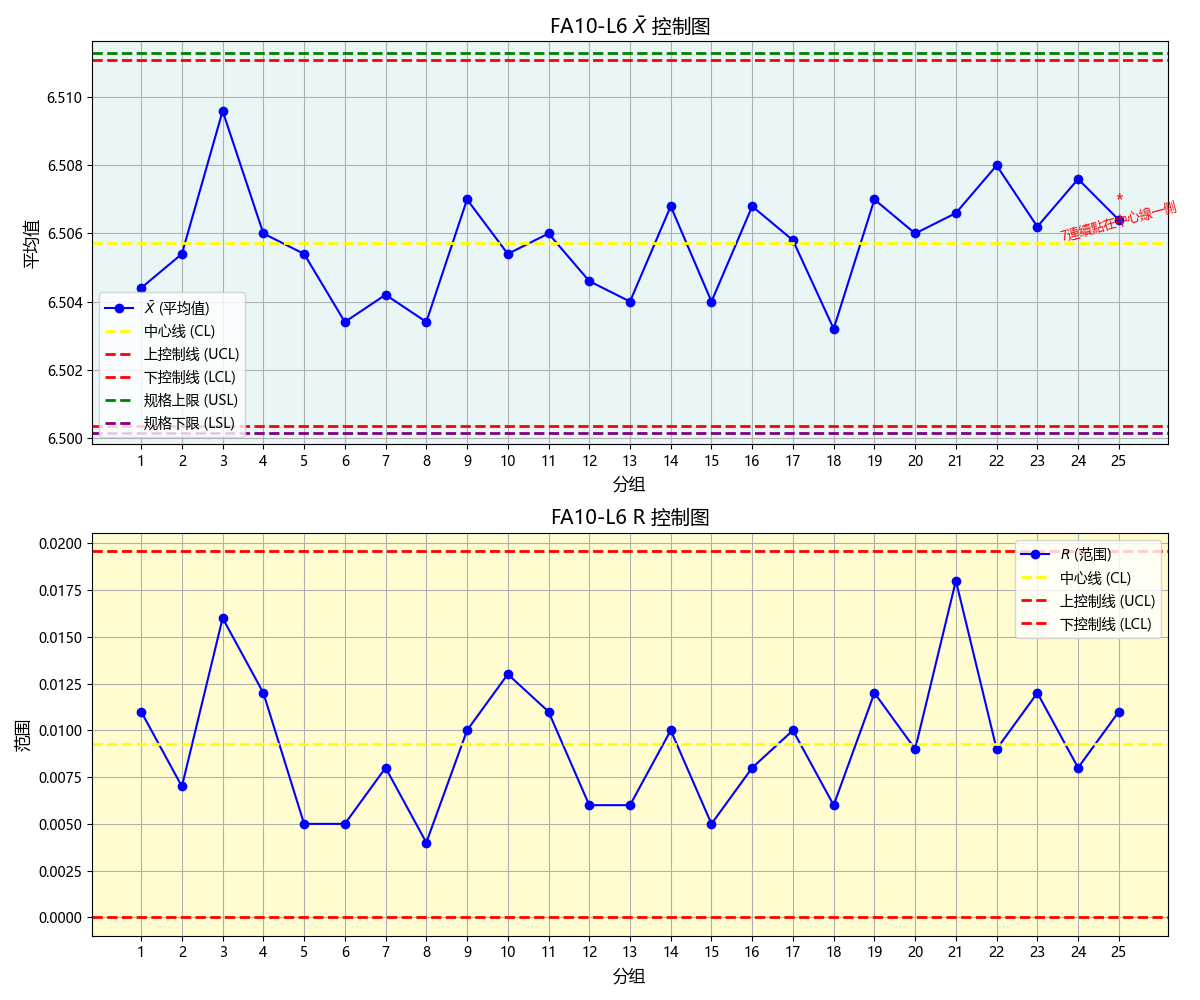 FA10-L6 X̄ 控制图
平均值
6.510
6.508
6.506
6.504
6.502
6.500
*
7連續點在中心線一側
X̄ (平均值)
中心线 (CL)
上控制线 (UCL)
下控制线 (LCL)
规格上限 (USL)
规格下限 (LSL)
1 2 3 4 5 6 7 8 9 10 11 12 13 14 15 16 17 18 19 20 21 22 23 24 25
分组
FA10-L6 R 控制图
范围
0.0200
0.0175
0.0150
0.0125
0.0100
0.0075
0.0050
0.0025
0.0000
R (范围)
中心线 (CL)
上控制线 (UCL)
下控制线 (LCL)
1 2 3 4 5 6 7 8 9 10 11 12 13 14 15 16 17 18 19 20 21 22 23 24 25
分组